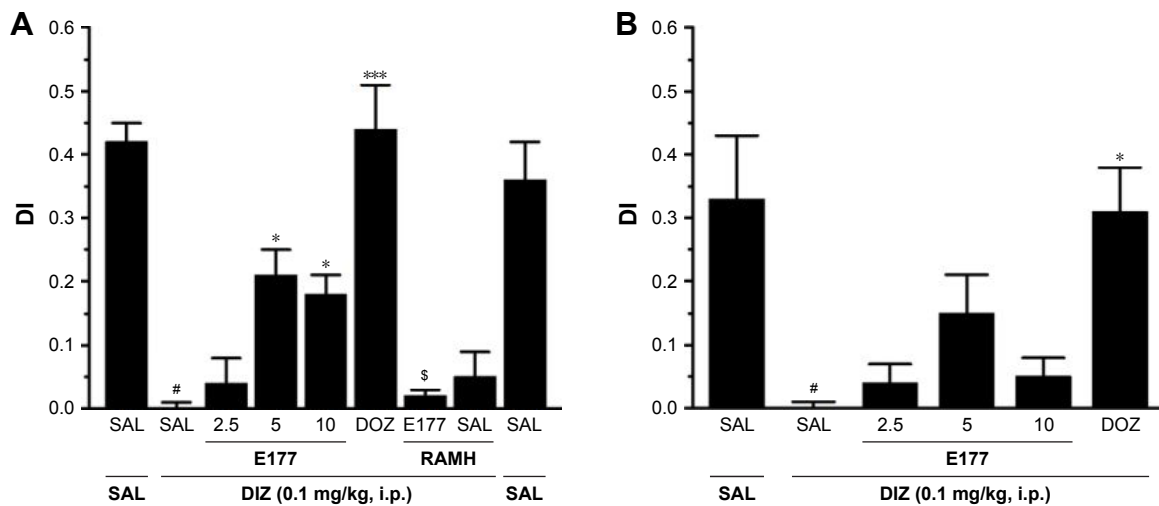 A
0.6
0.5
0.4
0.3
0.2
0.1
0.0
DI
#
*
*
***
$
SAL SAL 2.5 5 10 DOZ E177 SAL SAL
E177 RAMH
SAL DIZ (0.1 mg/kg, i.p.) SAL
B
0.6
0.5
0.4
0.3
0.2
0.1
0.0
DI
#
*
SAL SAL 2.5 5 10 DOZ
E177
SAL DIZ (0.1 mg/kg, i.p.)